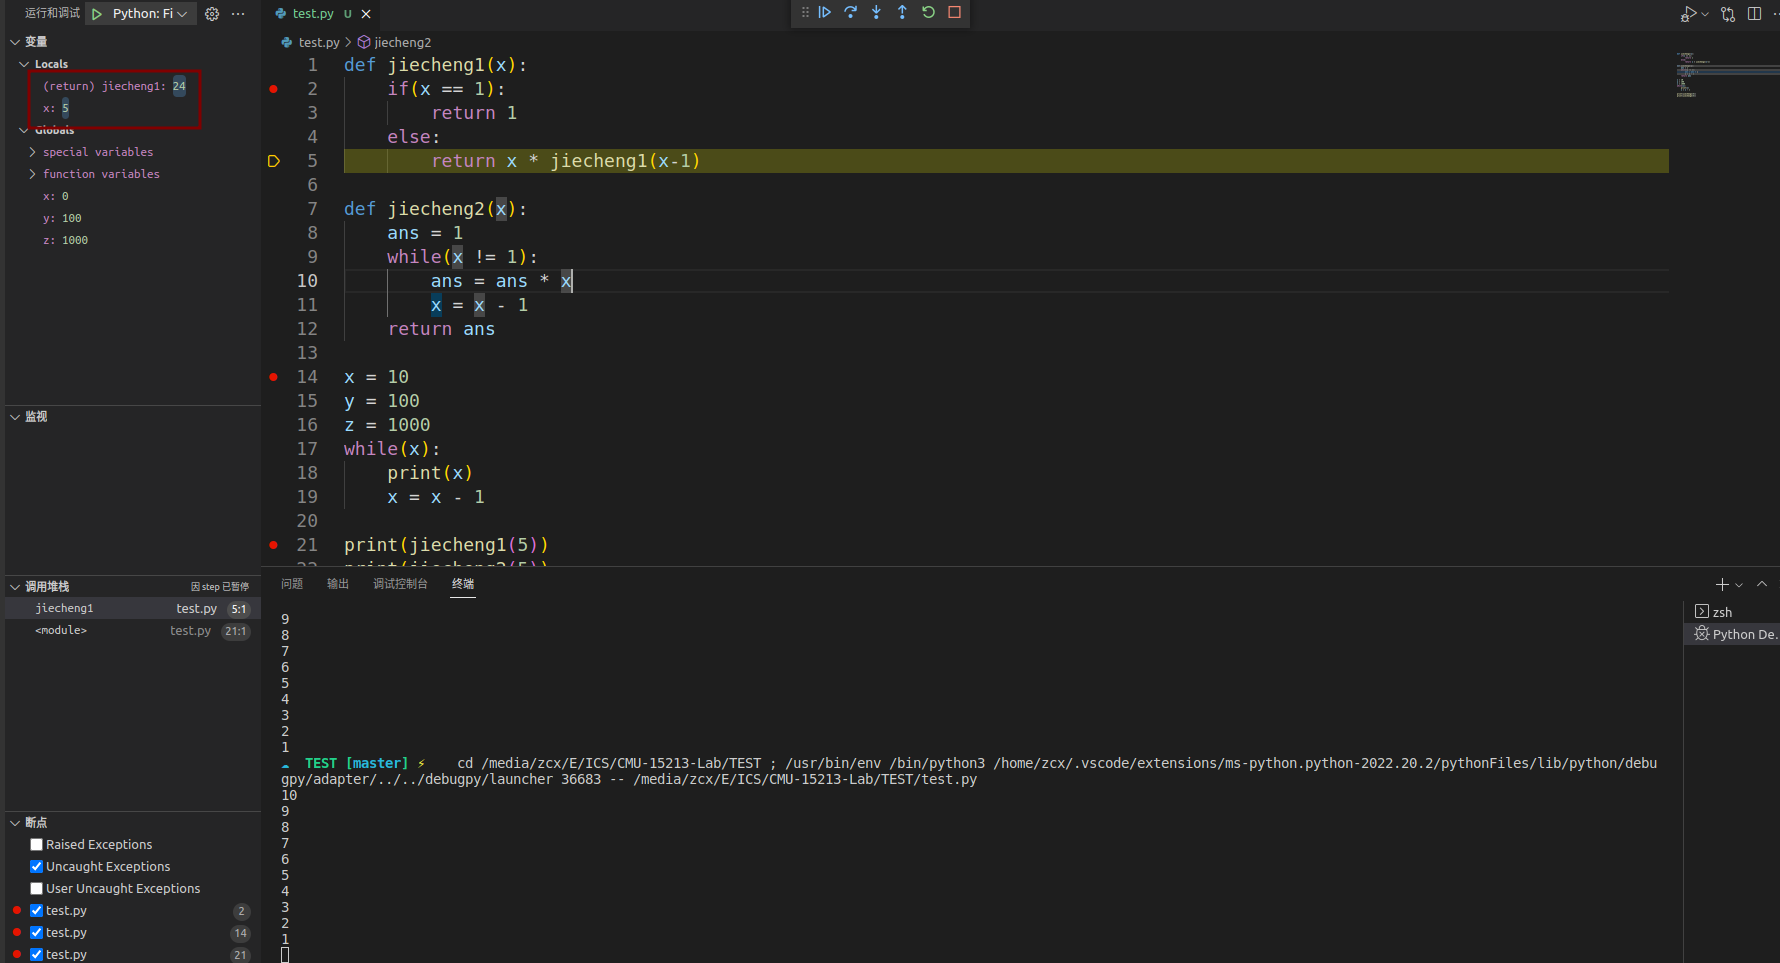 运行和调试 Python: Fi
变量
Locals
(return) jiecheng1: 24
x: 5
Globals
special variables
function variables
x: 0
y: 100
z: 1000
监视
调用堆栈 因 step 已暂停
jiecheng1 test.py 5:1
<module> test.py 21:1
断点
Raised Exceptions
Uncaught Exceptions
User Uncaught Exceptions
test.py 2
test.py 14
test.py 21
test.py U
test.py > jiecheng2
1 def jiecheng1(x):
2 if(x == 1):
3 return 1
4 else:
5 return x * jiecheng1(x-1)
6
7 def jiecheng2(x):
8 ans = 1
9 while(x != 1):
10 ans = ans * x
11 x = x - 1
12 return ans
13
14 x = 10
15 y = 100
16 z = 1000
17 while(x):
18 print(x)
19 x = x - 1
20
21 print(jiecheng1(5))
22 print(jiecheng2(5))
问题 输出 调试控制台 终端
9
8
7
6
5
4
3
2
1
TEST [master] ⚡ cd /media/zcx/E/ICS/CMU-15213-Lab/TEST ; /usr/bin/env /bin/python3 /home/zcx/.vscode/extensions/ms-python.python-2022.20.2/pythonFiles/lib/python/debu
gpy/adapter/../../debugpy/launcher 36683 -- /media/zcx/E/ICS/CMU-15213-Lab/TEST/test.py
10
9
8
7
6
5
4
3
2
1
zsh
Python De...